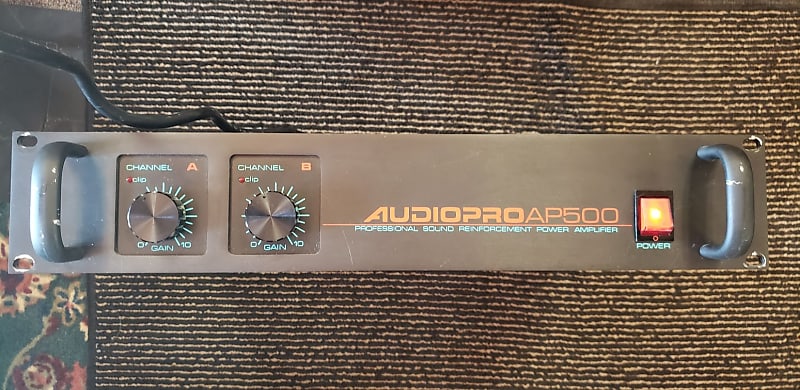 CHANNEL A
clip
0 GAIN 10
CHANNEL B
clip
0 GAIN 10
AUDIOPRO AP500
PROFESSIONAL SOUND REINFORCEMENT POWER AMPLIFIER
POWER